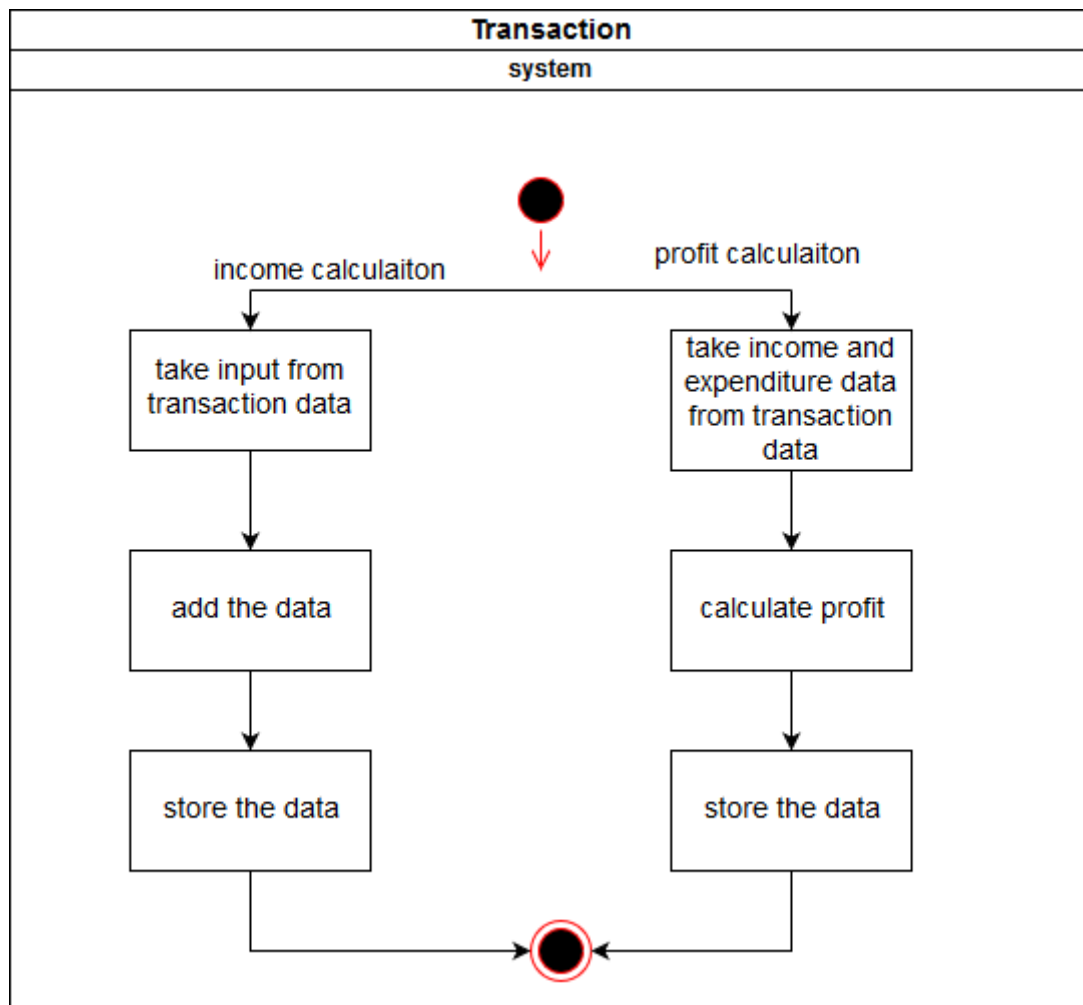 Transaction
system
income calculaiton
profit calculaiton
take input from
transaction data
take income and
expenditure data
from transaction
data
add the data
calculate profit
store the data
store the data